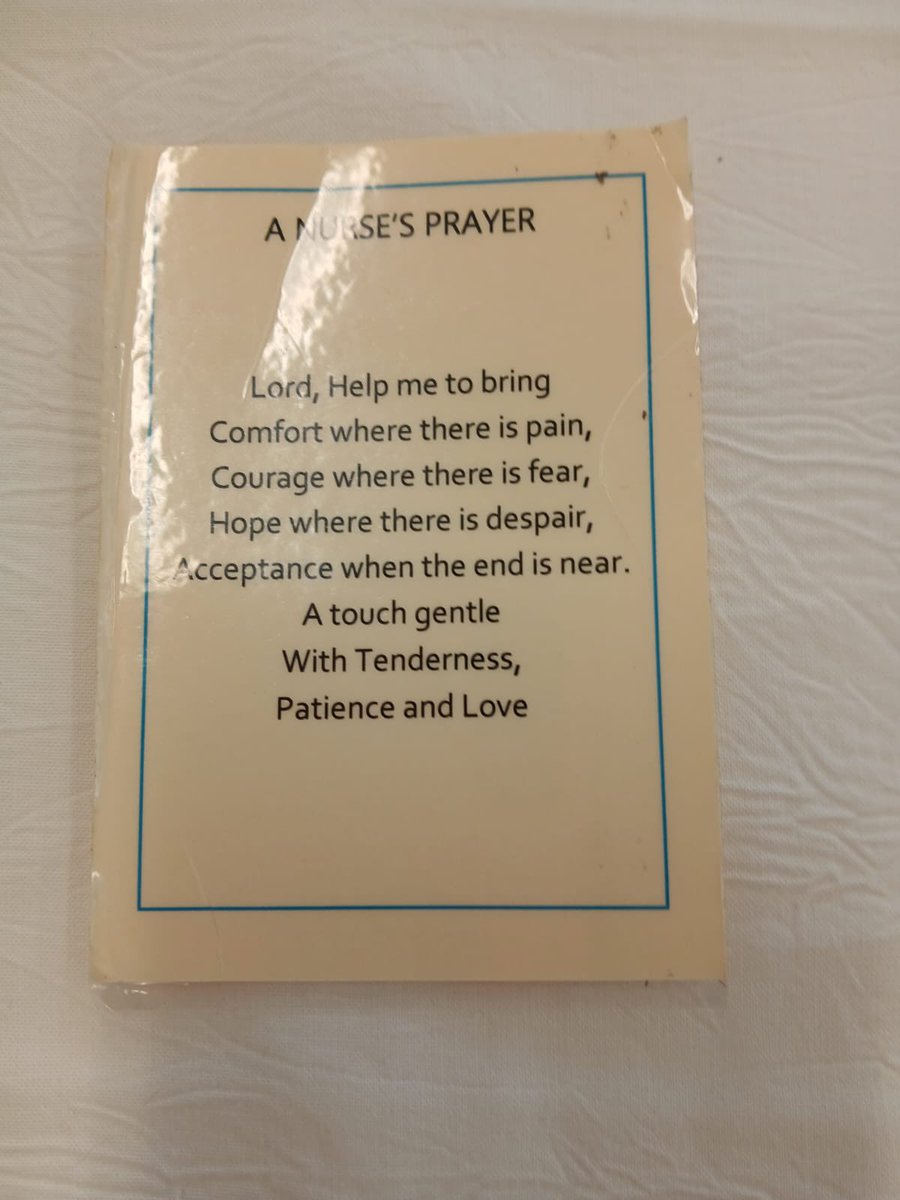 A NURSE'S PRAYER
Lord, Help me to bring
Comfort where there is pain,
Courage where there is fear,
Hope where there is despair,
Acceptance when the end is near.
A touch gentle
With Tenderness,
Patience and Love